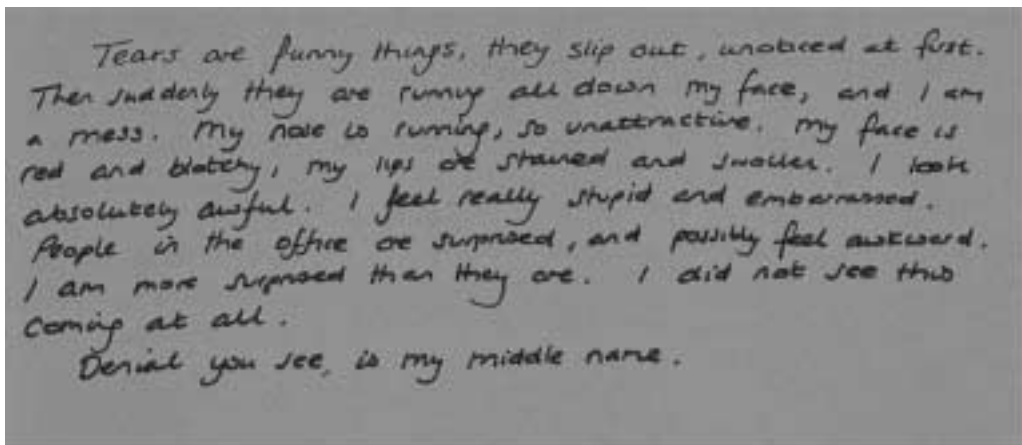 Tears are funny things, they slip out, unnoticed at first.
Then suddenly they are running all down my face, and I am
a mess. My nose is running, so unattractive. My face is
red and blotchy, my lips are stained and swollen. I look
absolutely awful. I feel really stupid and embarrassed.
People in the office are surprised, and possibly feel awkward.
I am more surprised than they are. I did not see this
coming at all.
Denial you see, is my middle name.